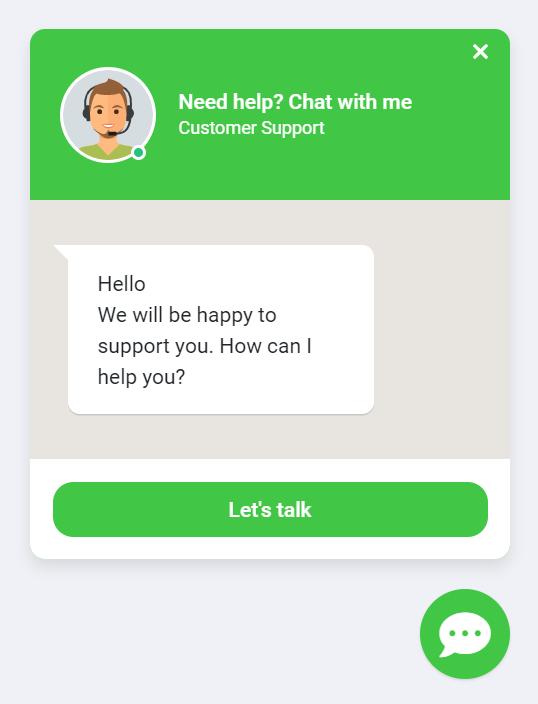 Need help? Chat with me
Customer Support
Hello
We will be happy to
support you. How can I
help you?
Let's talk